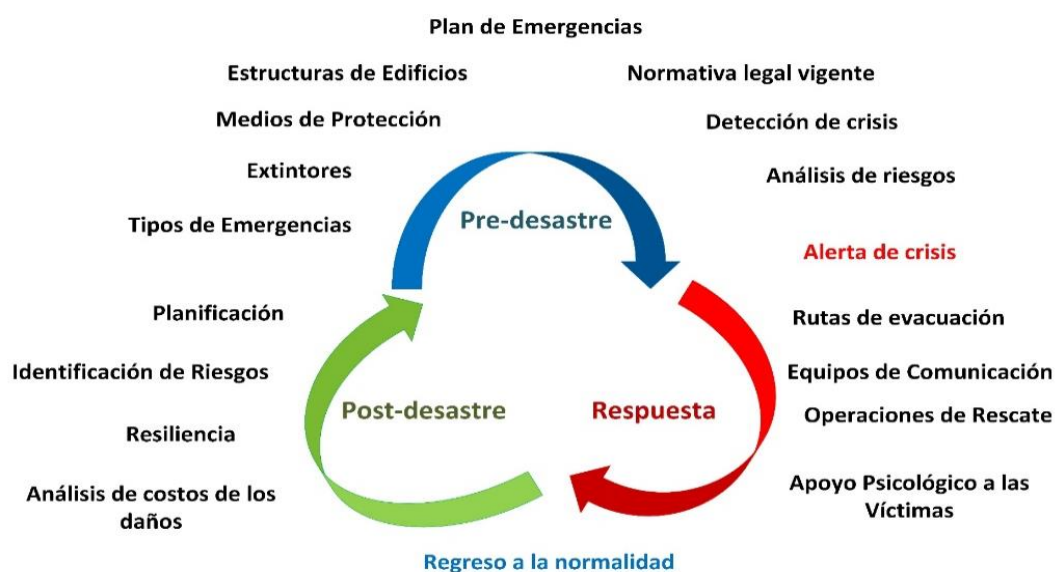 Plan de Emergencias
Estructuras de Edificios
Normativa legal vigente
Medios de Protección
Detección de crisis
Extintores
Análisis de riesgos
Tipos de Emergencias
Pre-desastre
Alerta de crisis
Planificación
Rutas de evacuación
Identificación de Riesgos
Equipos de Comunicación
Post-desastre
Respuesta
Operaciones de Rescate
Resiliencia
Análisis de costos de los
daños
Apoyo Psicológico a las
Víctimas
Regreso a la normalidad